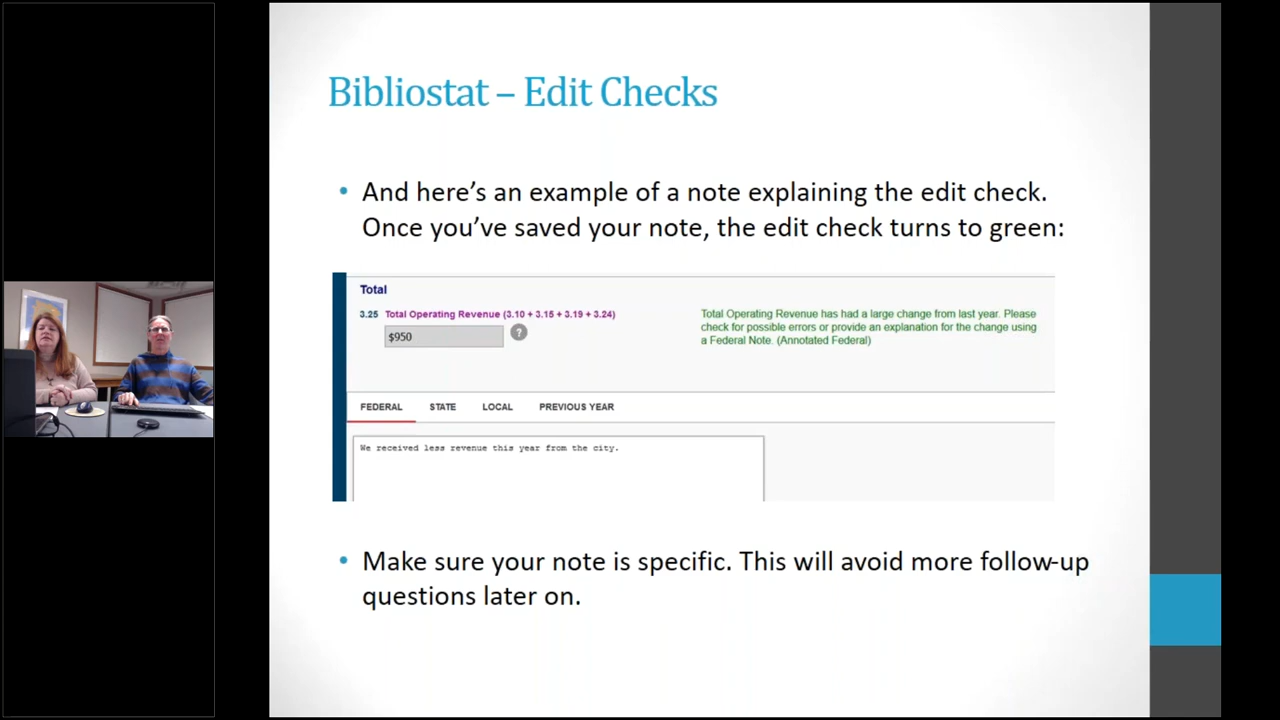 Bibliostat – Edit Checks
• And here's an example of a note explaining the edit check.
Once you've saved your note, the edit check turns to green:
Total
3.25 Total Operating Revenue (3.10 + 3.15 + 3.19 + 3.24)
$950
?
Total Operating Revenue has had a large change from last year. Please
check for possible errors or provide an explanation for the change using
a Federal Note. (Annotated Federal)
FEDERAL STATE LOCAL PREVIOUS YEAR
We received less revenue this year from the city.
• Make sure your note is specific. This will avoid more follow-up
questions later on.